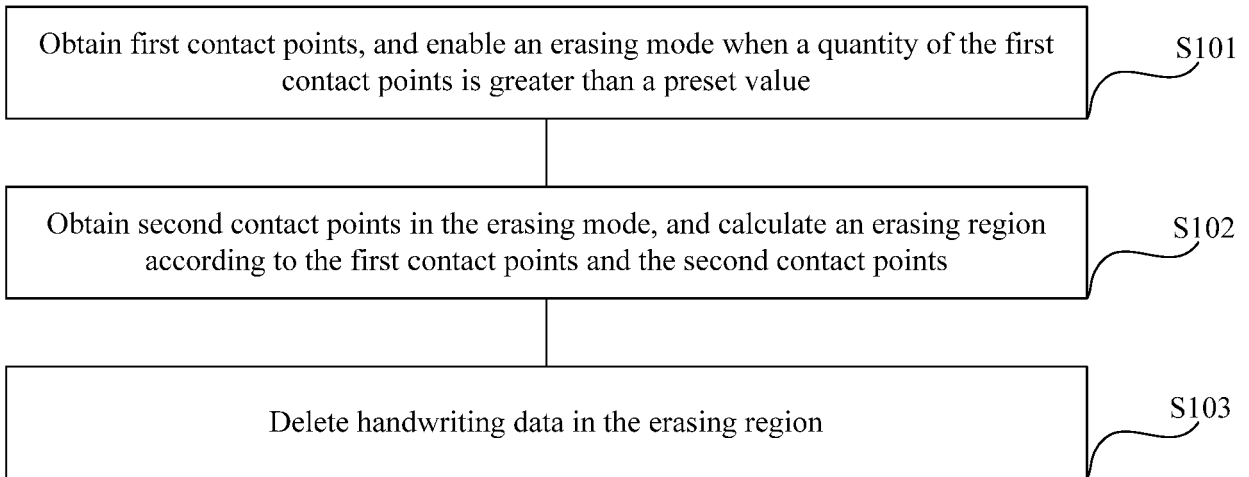 Obtain first contact points, and enable an erasing mode when a quantity of the first
contact points is greater than a preset value
S101
Obtain second contact points in the erasing mode, and calculate an erasing region
according to the first contact points and the second contact points
S102
Delete handwriting data in the erasing region
S103